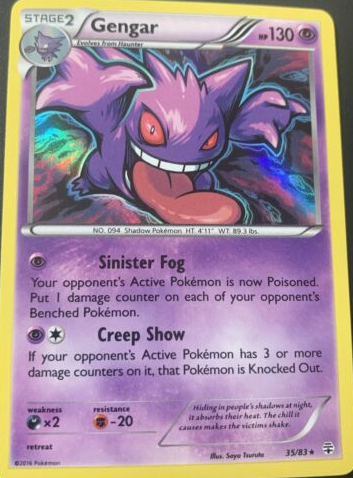 STAGE2 Gengar HP130
Evolves from Haunter
NO. 094 Shadow Pokémon HT. 4'11" WT. 89.3 lbs.
Sinister Fog
Your opponent's Active Pokémon is now Poisoned.
Put 1 damage counter on each of your opponent's
Benched Pokémon.
Creep Show
If your opponent's Active Pokémon has 3 or more
damage counters on it, that Pokémon is Knocked Out.
weakness resistance
×2 -20
retreat
Hiding in people's shadows at night,
it absorbs their heat. The chill it
causes makes the victims shake.
©2016 Pokémon Illus. Saya Tsuruta 35/83★